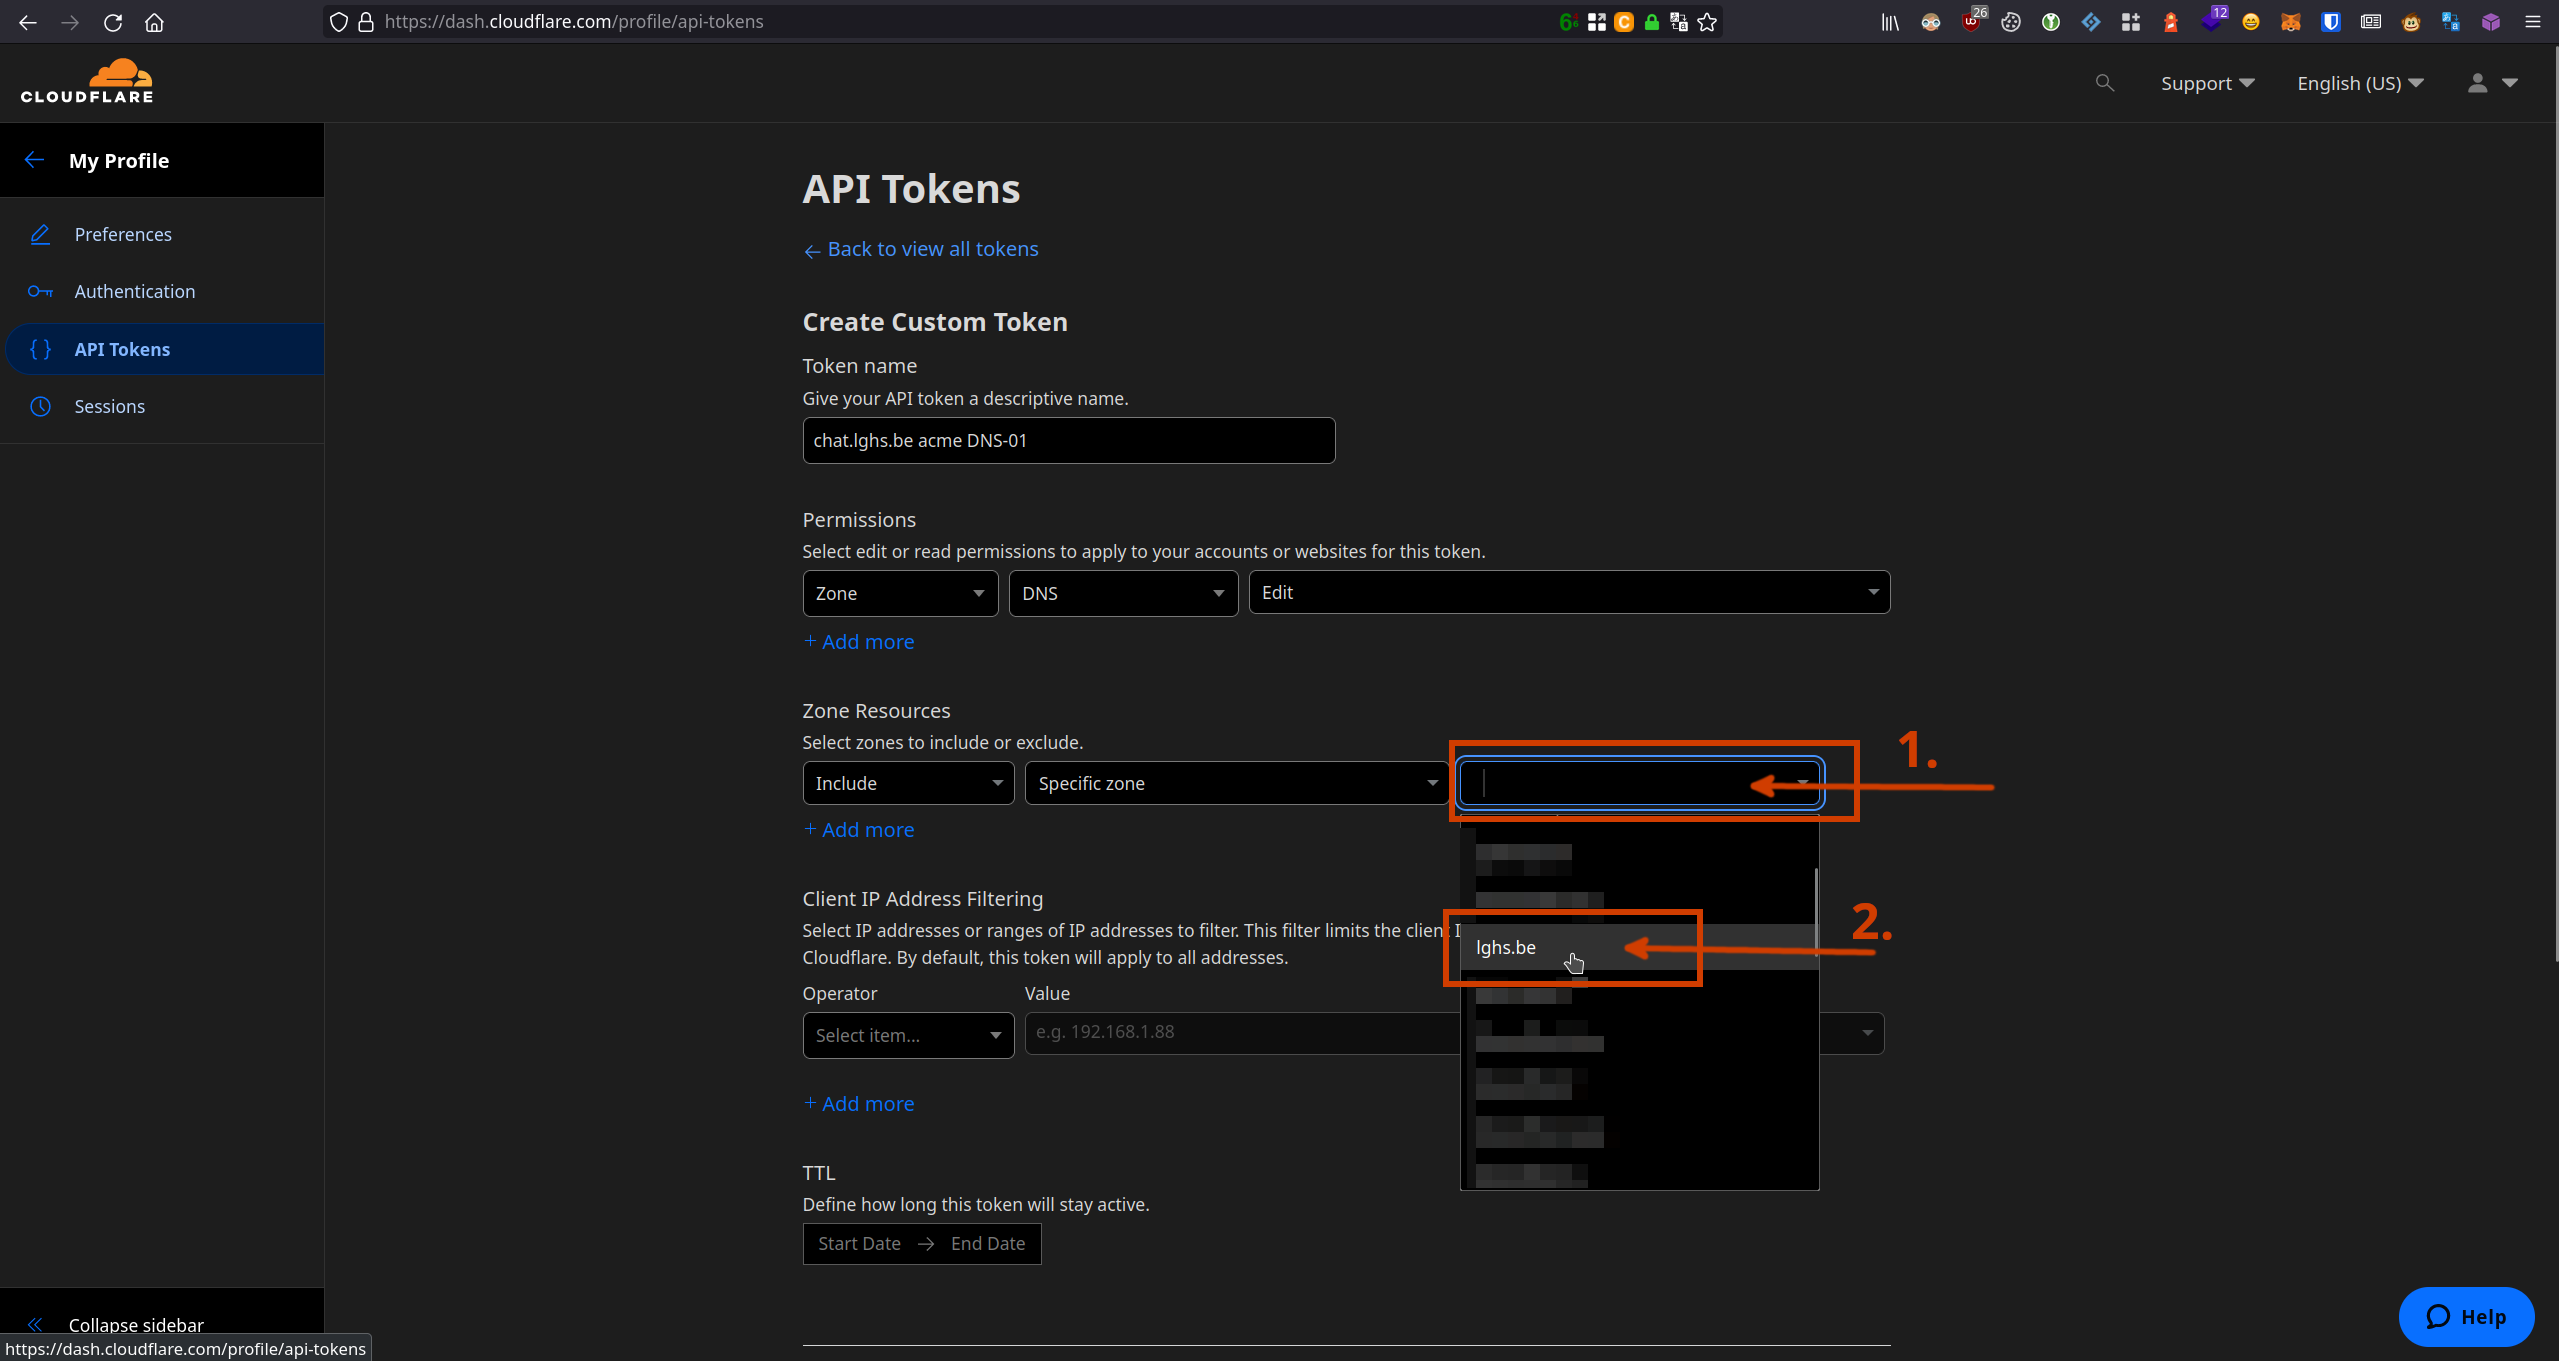 https://dash.cloudflare.com/profile/api-tokens
26
12
CLOUDFLARE
Support
English (US)
My Profile
Preferences
Authentication
API Tokens
Sessions
API Tokens
← Back to view all tokens
Create Custom Token
Token name
Give your API token a descriptive name.
chat.lghs.be acme DNS-01
Permissions
Select edit or read permissions to apply to your accounts or websites for this token.
Zone DNS Edit
+ Add more
Zone Resources
Select zones to include or exclude.
1.
Include Specific zone
+ Add more
Client IP Address Filtering
Select IP addresses or ranges of IP addresses to filter. This filter limits the client
2.
lghs.be
Cloudflare. By default, this token will apply to all addresses.
Operator Value
Select item... e.g. 192.168.1.88
+ Add more
TTL
Define how long this token will stay active.
Start Date → End Date
Help
Collapse sidebar
https://dash.cloudflare.com/profile/api-tokens